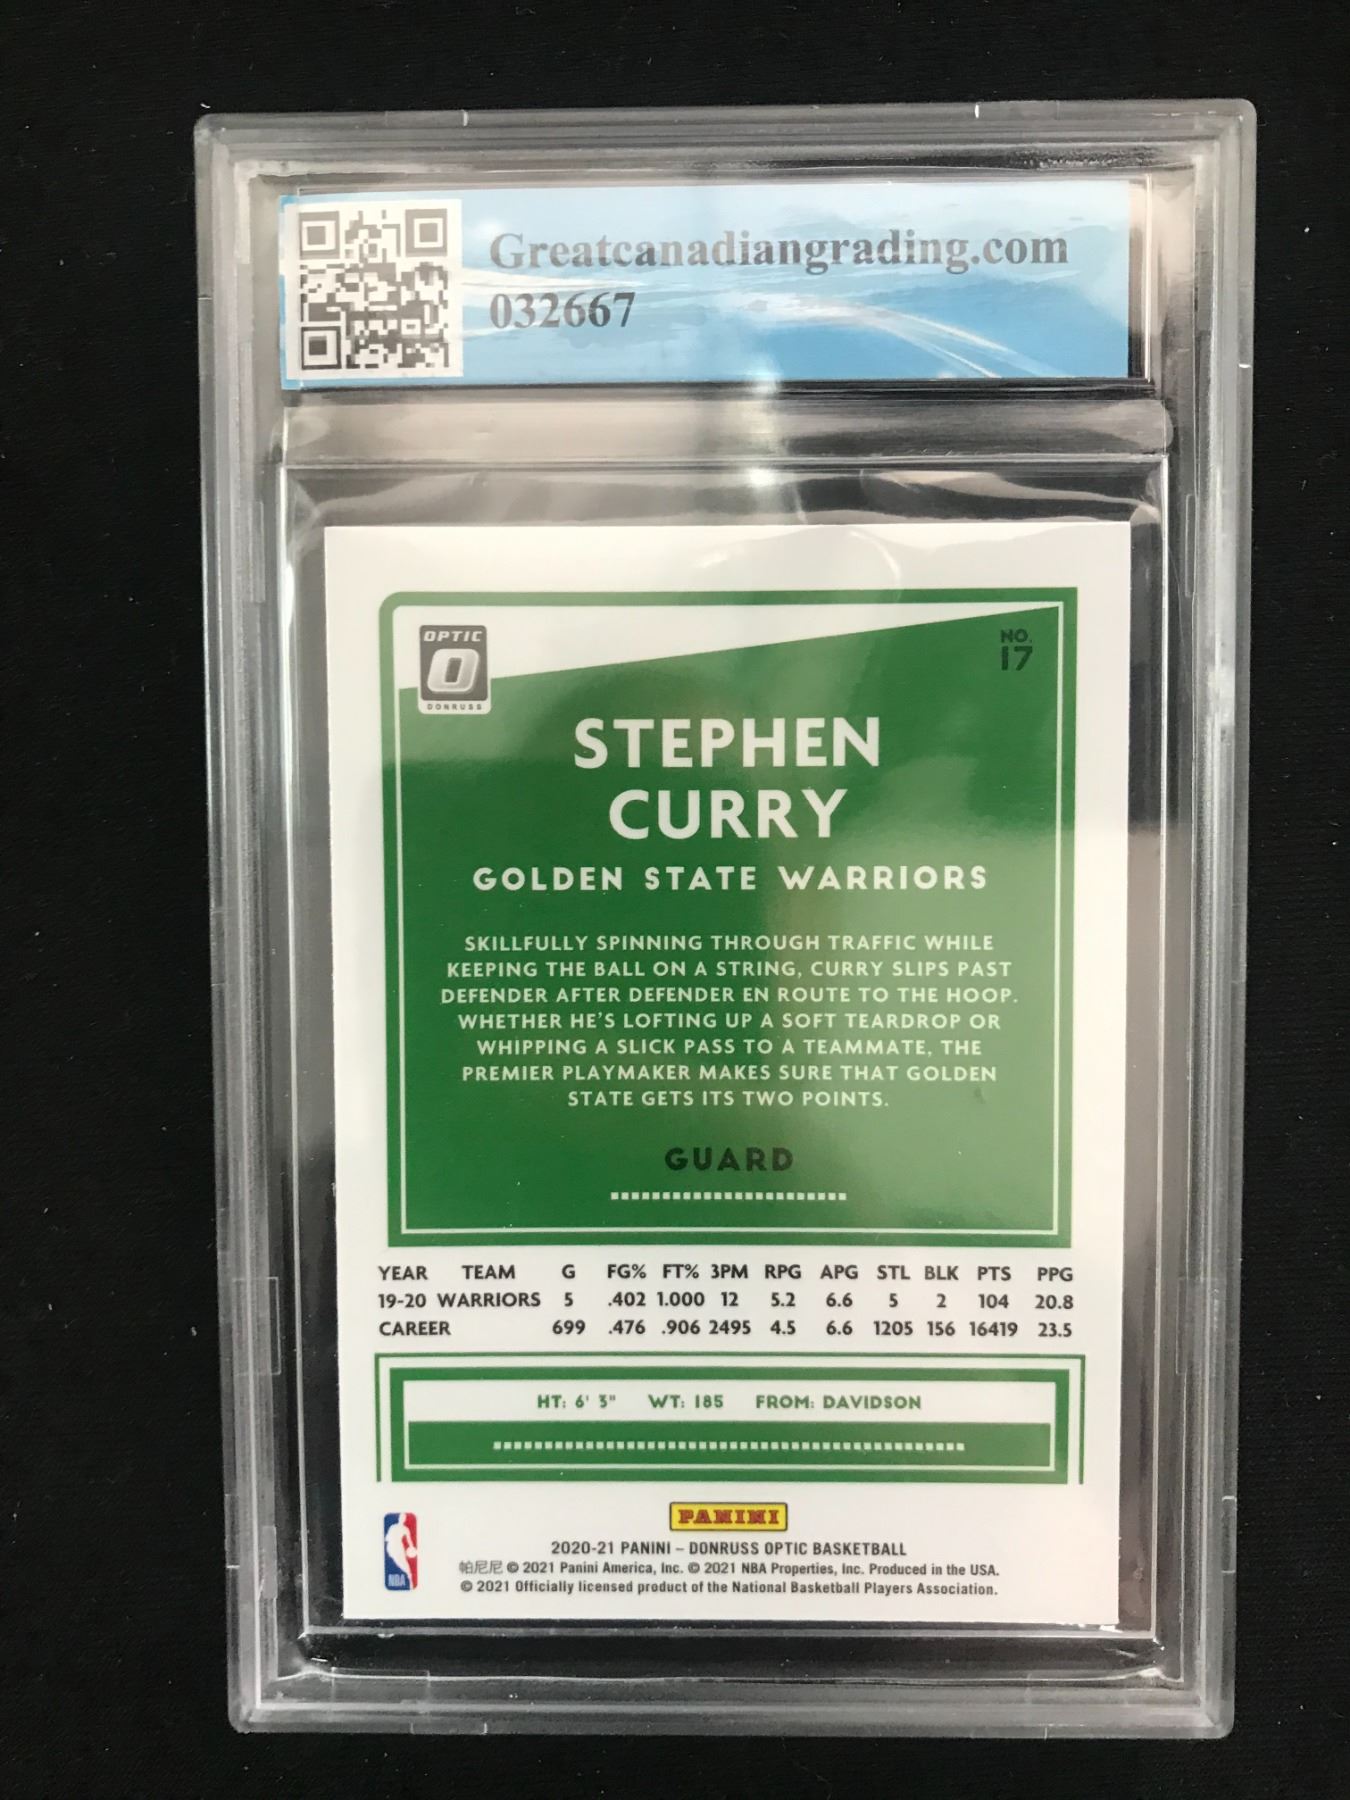 Greatcanadiangrading.com
032667
OPTIC
O
DONRUSS
NO.
17
STEPHEN
CURRY
GOLDEN STATE WARRIORS
SKILLFULLY SPINNING THROUGH TRAFFIC WHILE
KEEPING THE BALL ON A STRING, CURRY SLIPS PAST
DEFENDER AFTER DEFENDER EN ROUTE TO THE HOOP.
WHETHER HE'S LOFTING UP A SOFT TEARDROP OR
WHIPPING A SLICK PASS TO A TEAMMATE, THE
PREMIER PLAYMAKER MAKES SURE THAT GOLDEN
STATE GETS ITS TWO POINTS.
GUARD
YEAR TEAM G FG% FT% 3PM RPG APG STL BLK PTS PPG
19-20 WARRIORS 5 .402 1.000 12 5.2 6.6 5 2 104 20.8
CAREER 699 .476 .906 2495 4.5 6.6 1205 156 16419 23.5
HT: 6' 3" WT: 185 FROM: DAVIDSON
PANINI
2020-21 PANINI – DONRUSS OPTIC BASKETBALL
帕尼尼 © 2021 Panini America, Inc. © 2021 NBA Properties, Inc. Produced in the USA.
© 2021 Officially licensed product of the National Basketball Players Association.
NBA